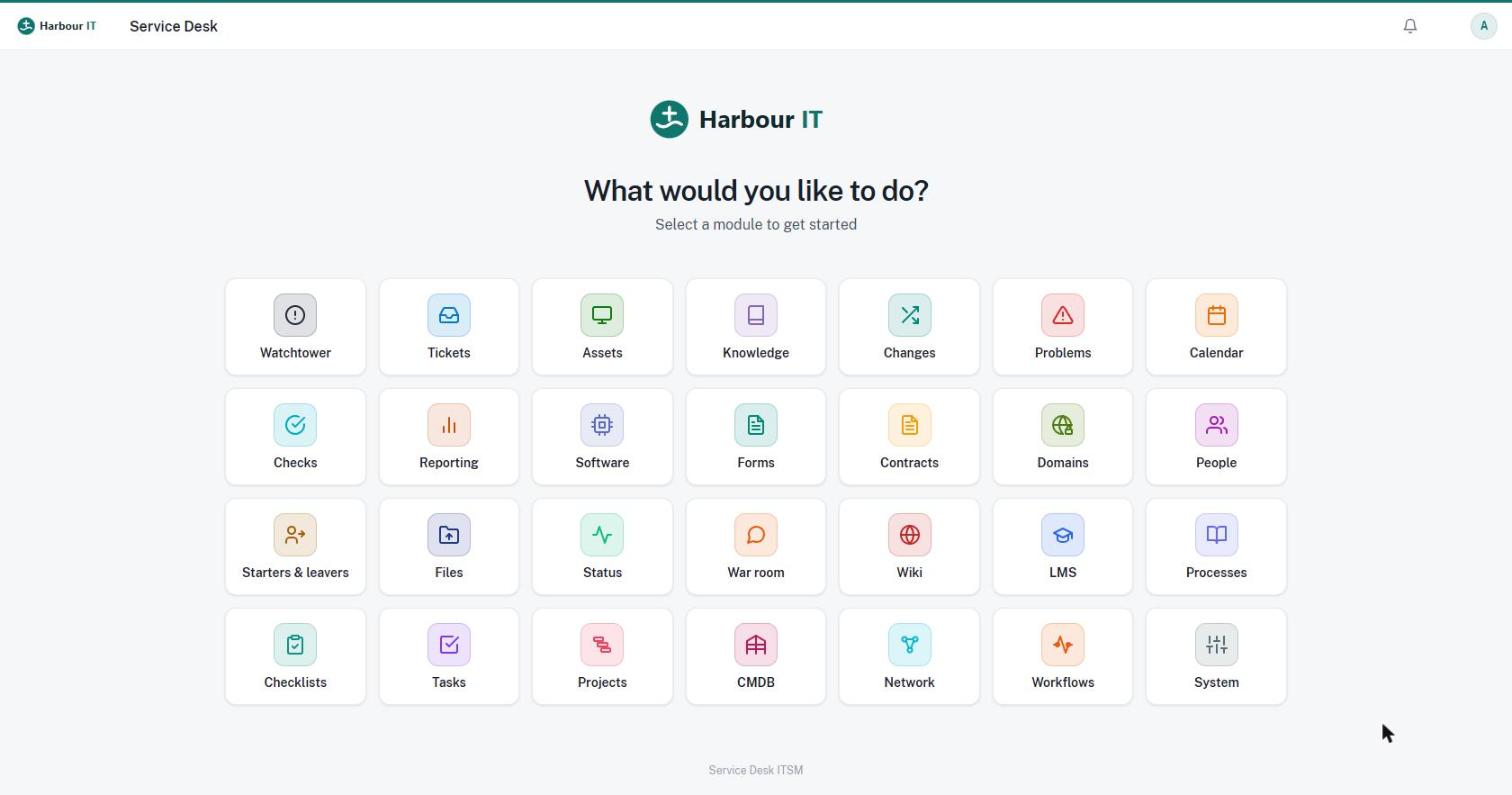 Harbour IT
Service Desk
A
Harbour IT
What would you like to do?
Select a module to get started
Watchtower
Tickets
Assets
Knowledge
Changes
Problems
Calendar
Checks
Reporting
Software
Forms
Contracts
Domains
People
Starters & leavers
Files
Status
War room
Wiki
LMS
Processes
Checklists
Tasks
Projects
CMDB
Network
Workflows
System
Service Desk ITSM